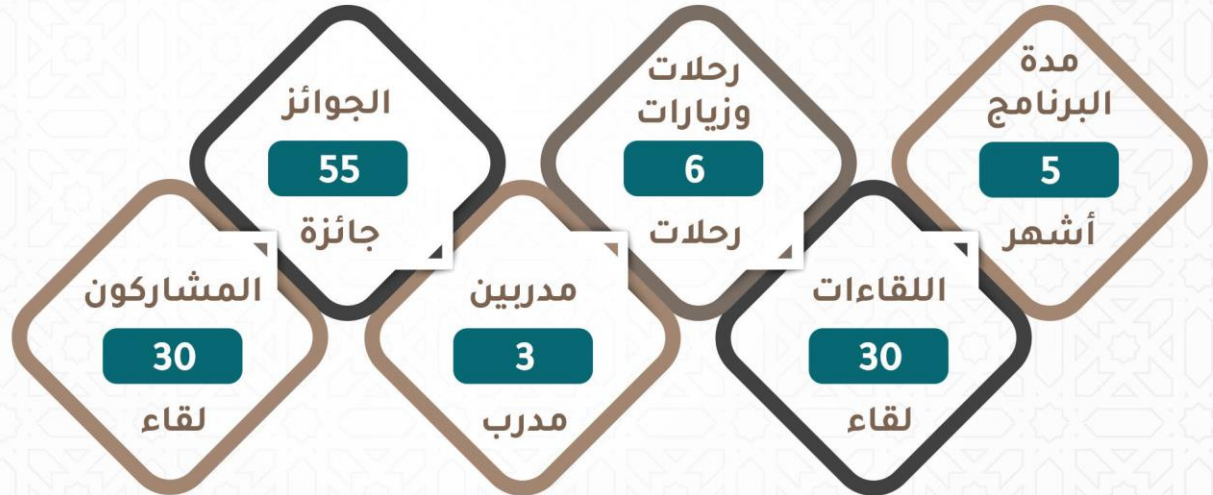 مدة
البرنامج
5
أشهر
اللقاءات
30
لقاء
رحلات
وزيارات
6
رحلات
مدربين
3
مدرب
الجوائز
55
جائزة
المشاركون
30
لقاء